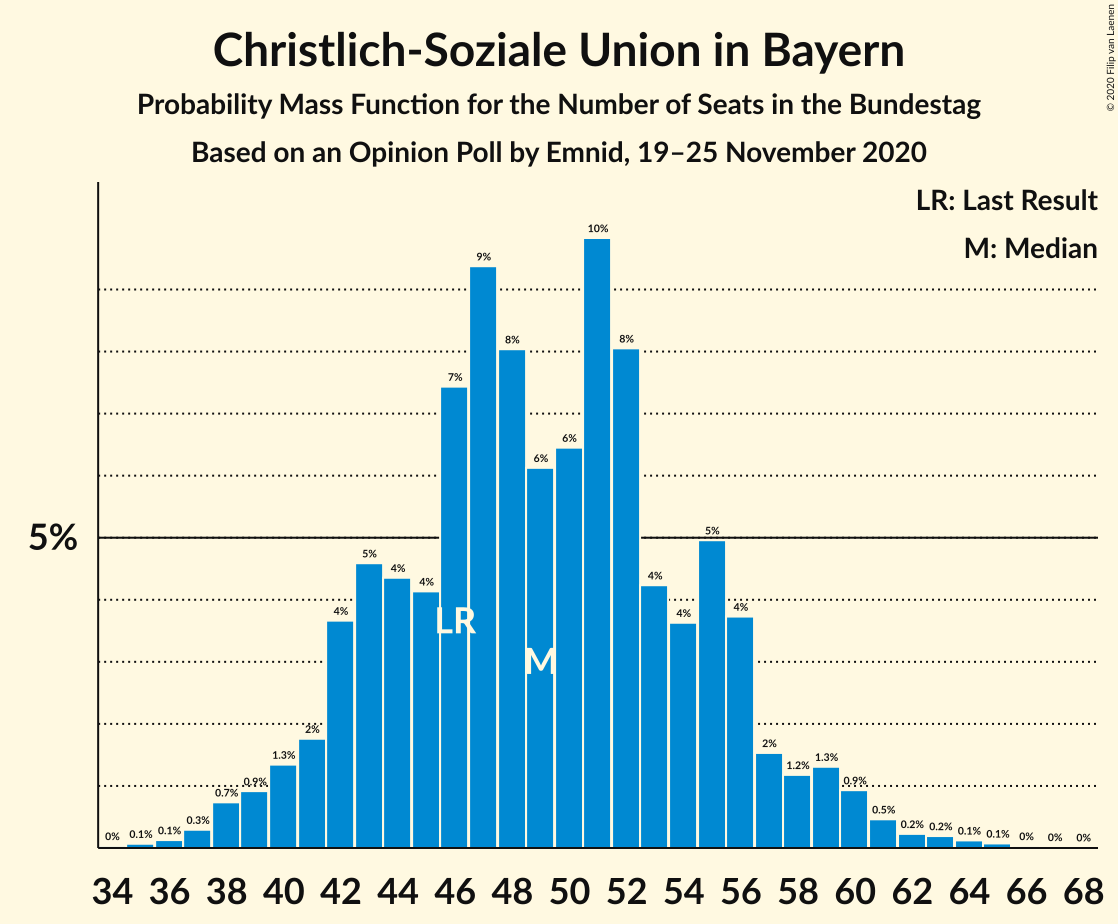 Christlich-Soziale Union in Bayern
Probability Mass Function for the Number of Seats in the Bundestag
Based on an Opinion Poll by Emnid, 19–25 November 2020
© 2020 Filip van Laenen
LR: Last Result
M: Median
5%
0% 0.1% 0.1% 0.3% 0.7% 0.9% 1.3% 2% 4% 5% 4% 4% 7% 9% 8% 6% 6% 10% 8% 4% 4% 5% 4% 2% 1.2% 1.3% 0.9% 0.5% 0.2% 0.2% 0.1% 0.1% 0% 0% 0%
LR
M
34 36 38 40 42 44 46 48 50 52 54 56 58 60 62 64 66 68